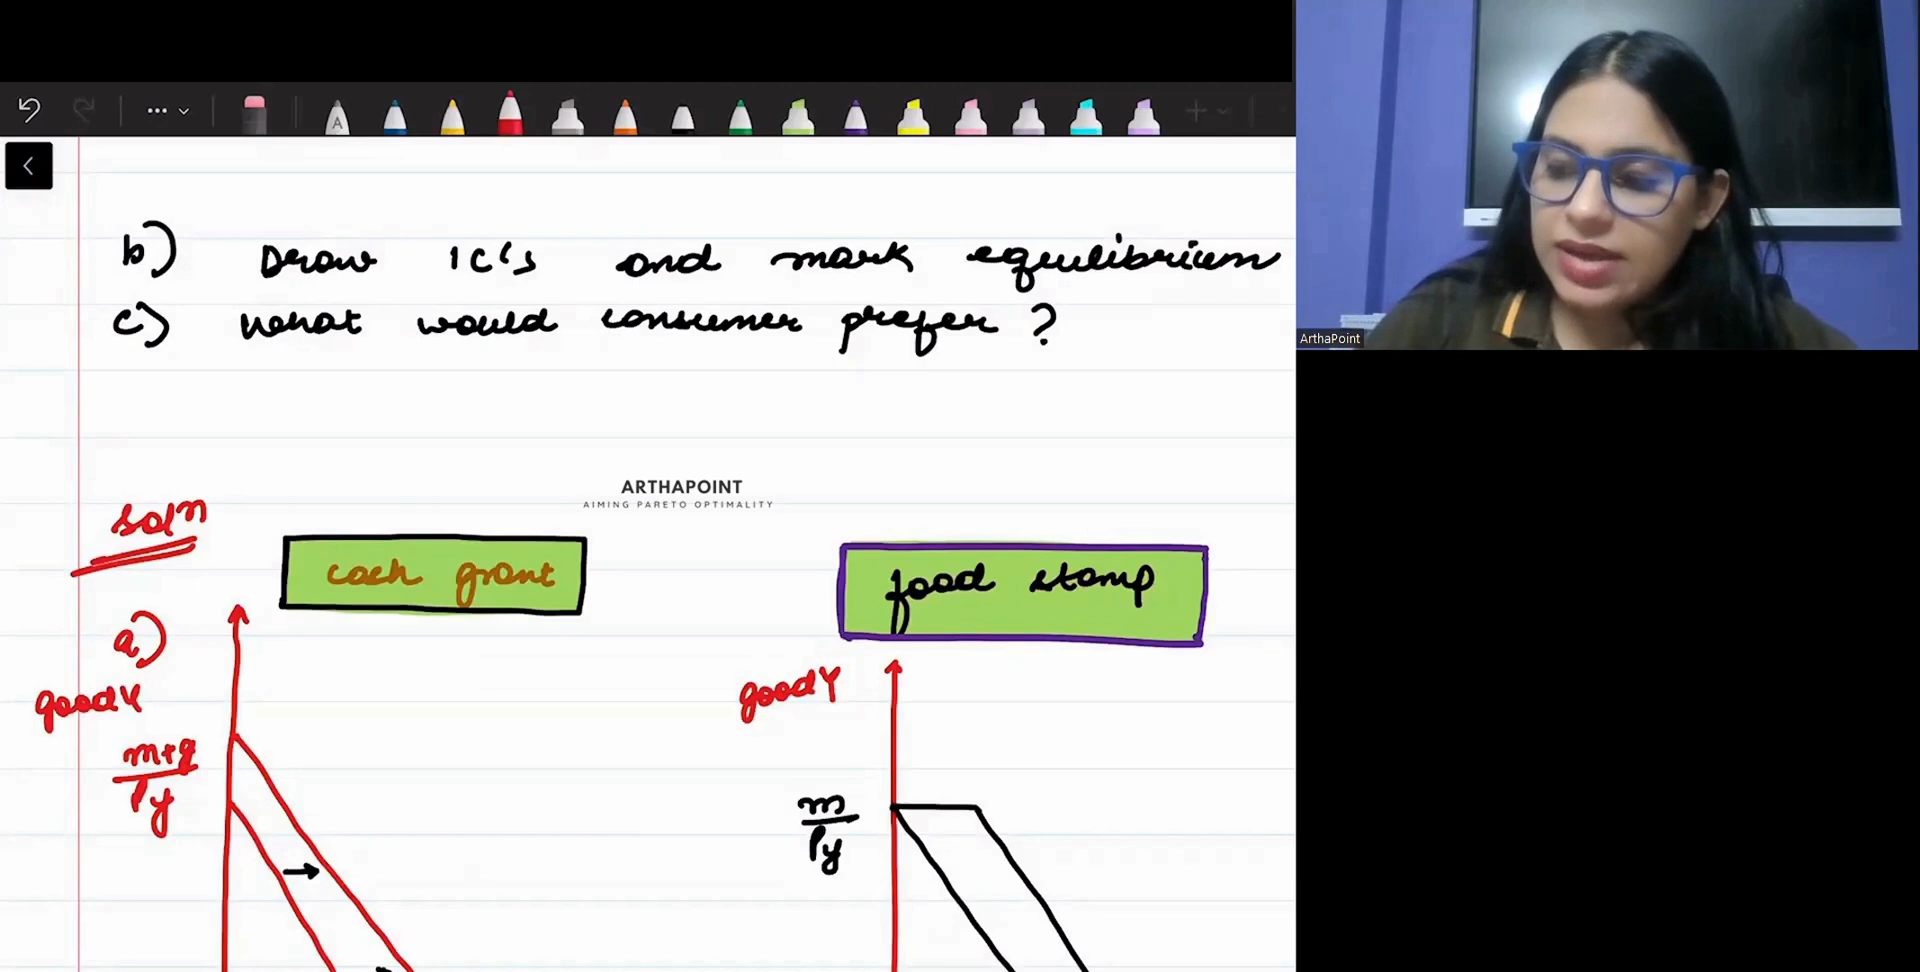 b) Draw IC's and mark equilibrium
c) What would consumer prefer ?
ArthaPoint
ARTHAPOINT
AIMING PARETO OPTIMALITY
Soln
cash grant
food stamp
a)
good Y
good Y
m+g
Py
m
Py
A